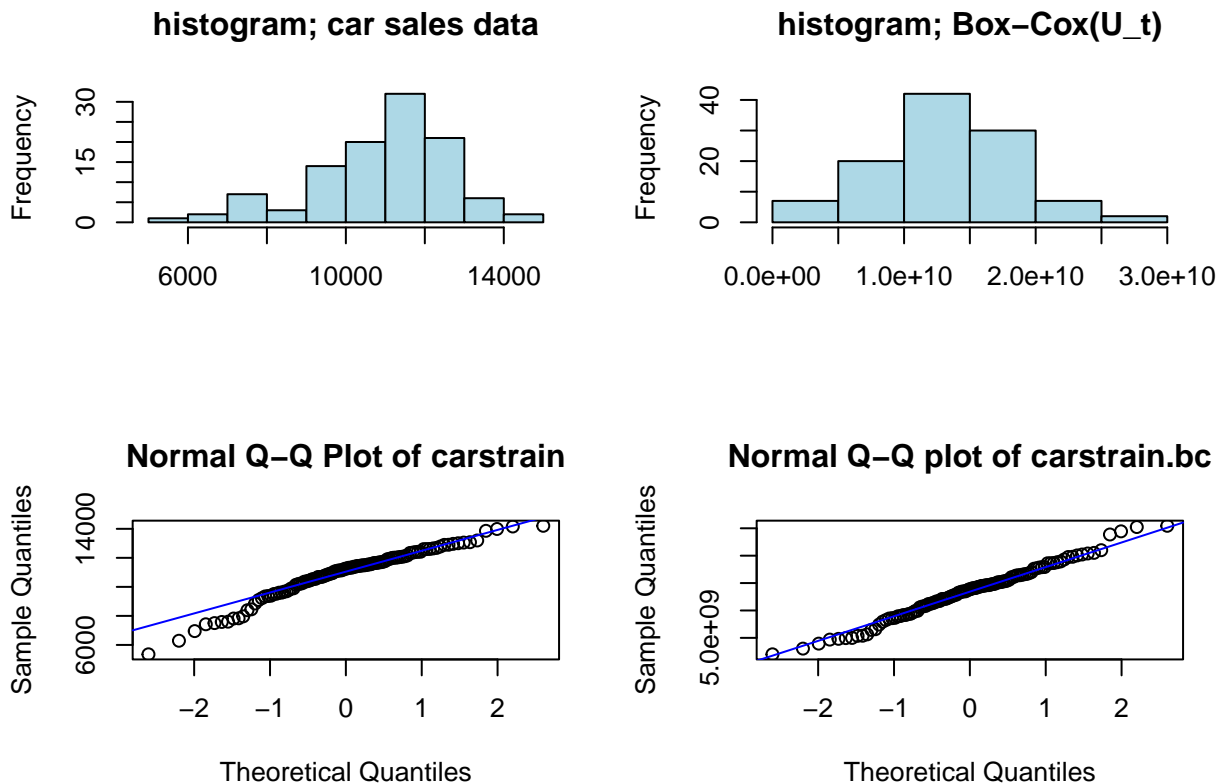 histogram; car sales data
Frequency
0
15
30
6000
10000
14000
histogram; Box−Cox(U_t)
Frequency
0
20
40
0.0e+00
1.0e+10
2.0e+10
3.0e+10
Normal Q−Q Plot of carstrain
Sample Quantiles
6000
14000
−2
−1
0
1
2
Theoretical Quantiles
Normal Q−Q plot of carstrain.bc
Sample Quantiles
5.0e+09
−2
−1
0
1
2
Theoretical Quantiles